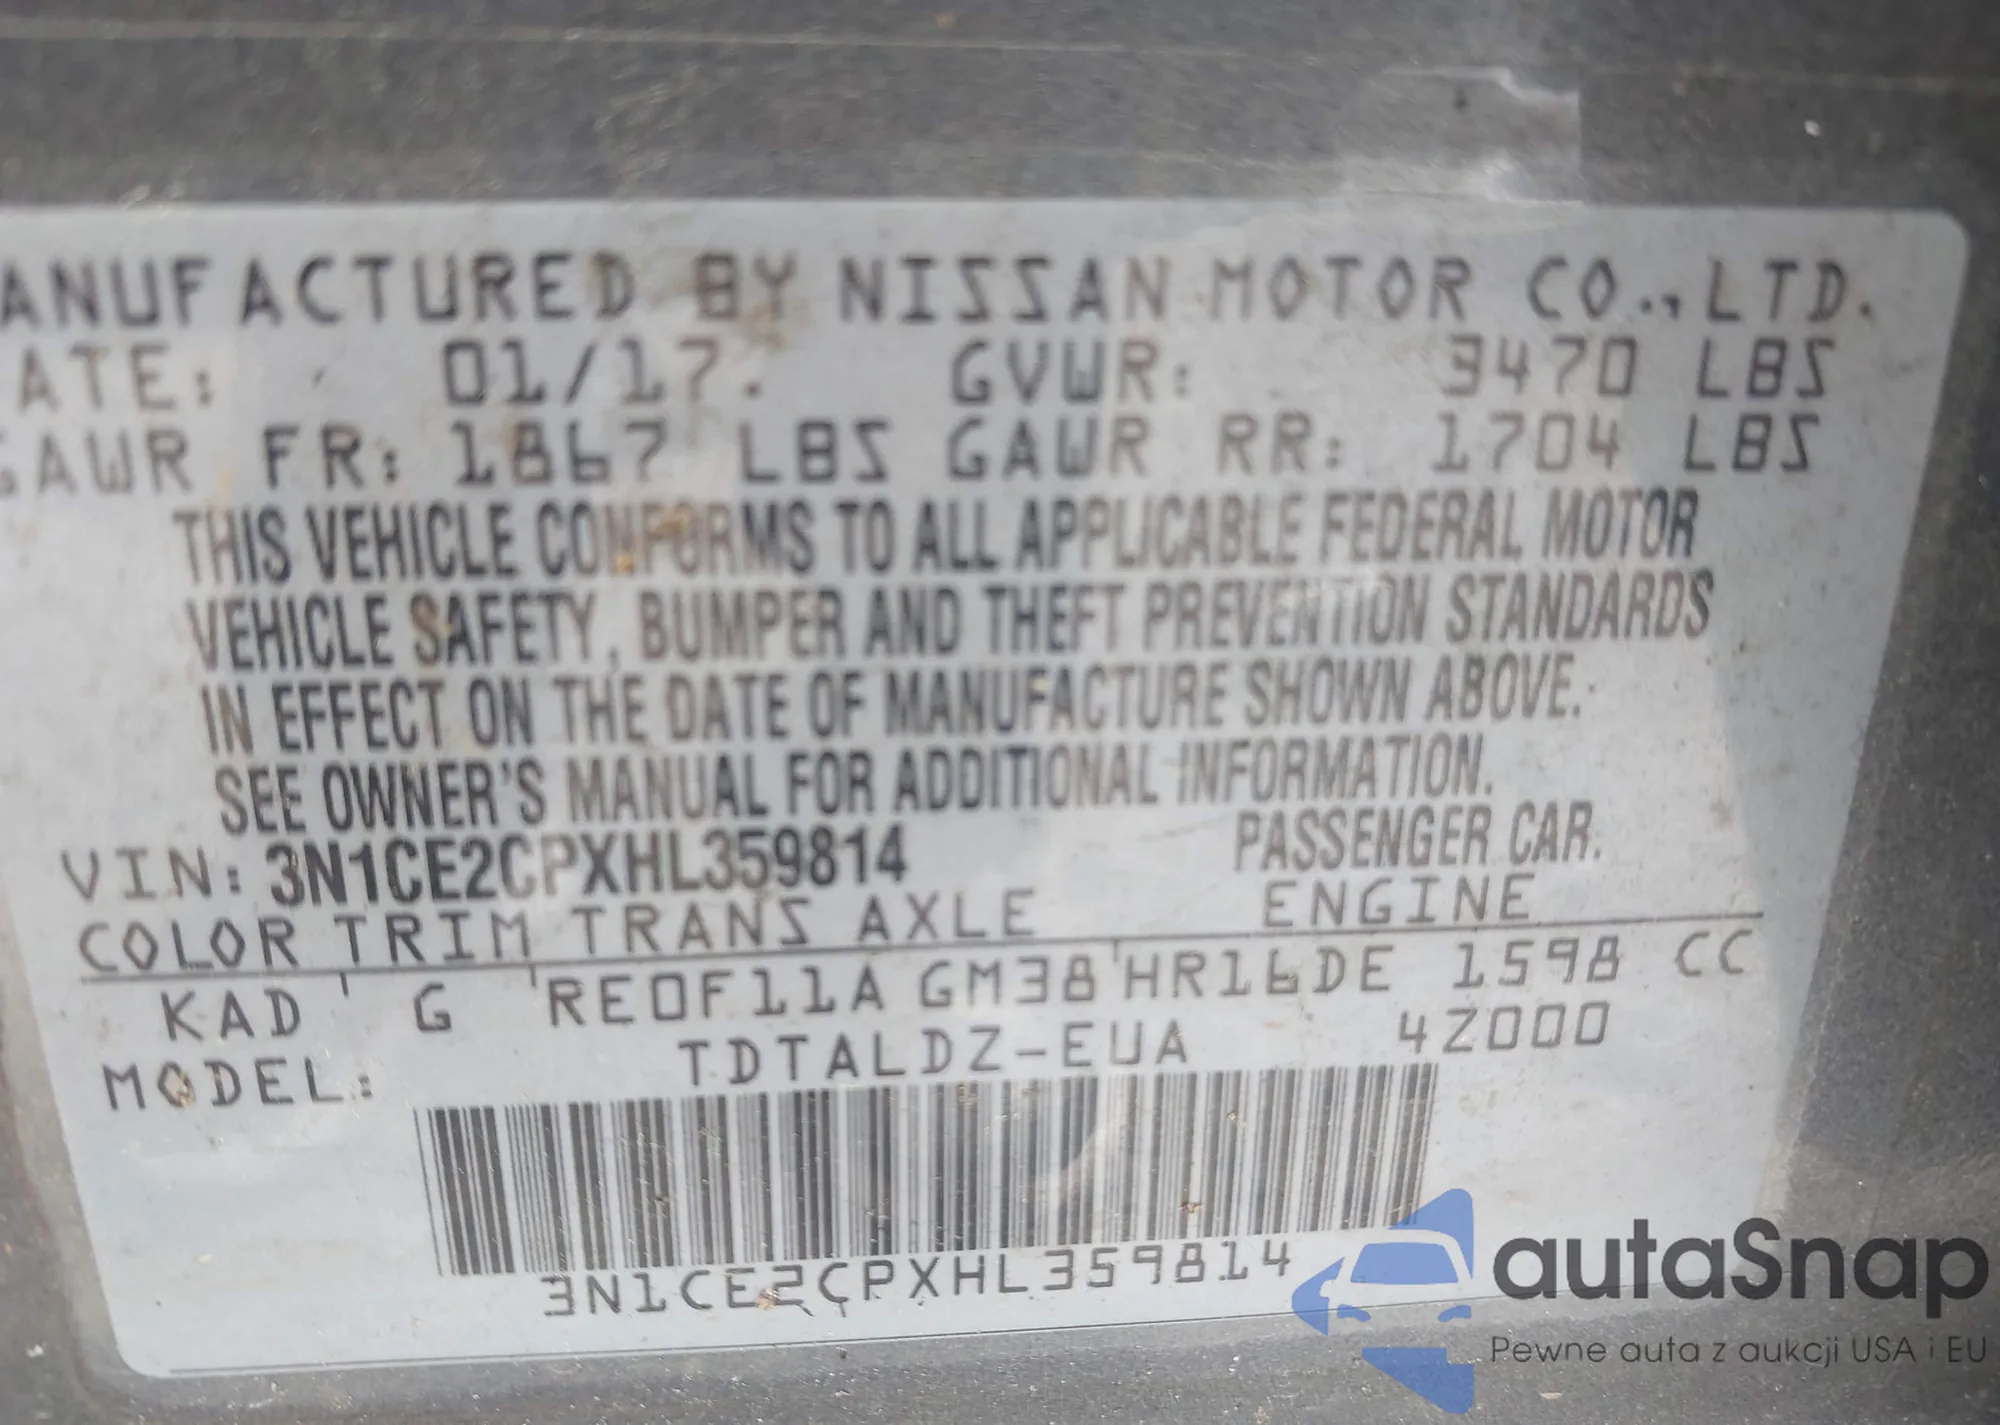 ANUFACTURED BY NISSAN MOTOR CO., LTD.
ATE: 01/17. GVWR: 3470 LBS
GAWR FR: 1867 LBS GAWR RR: 1704 LBS
THIS VEHICLE CONFORMS TO ALL APPLICABLE FEDERAL MOTOR
VEHICLE SAFETY, BUMPER AND THEFT PREVENTION STANDARDS
IN EFFECT ON THE DATE OF MANUFACTURE SHOWN ABOVE.
SEE OWNER'S MANUAL FOR ADDITIONAL INFORMATION.
VIN: 3N1CE2CPXHL359814 PASSENGER CAR.
COLOR TRIM TRANS AXLE ENGINE
KAD G RE0F11A GM38 HR16DE 1598 CC
MODEL: TDTALDZ-EUA 4Z000
3N1CE2CPXHL359814
autaSnap
Pewne auta z aukcji USA i EU